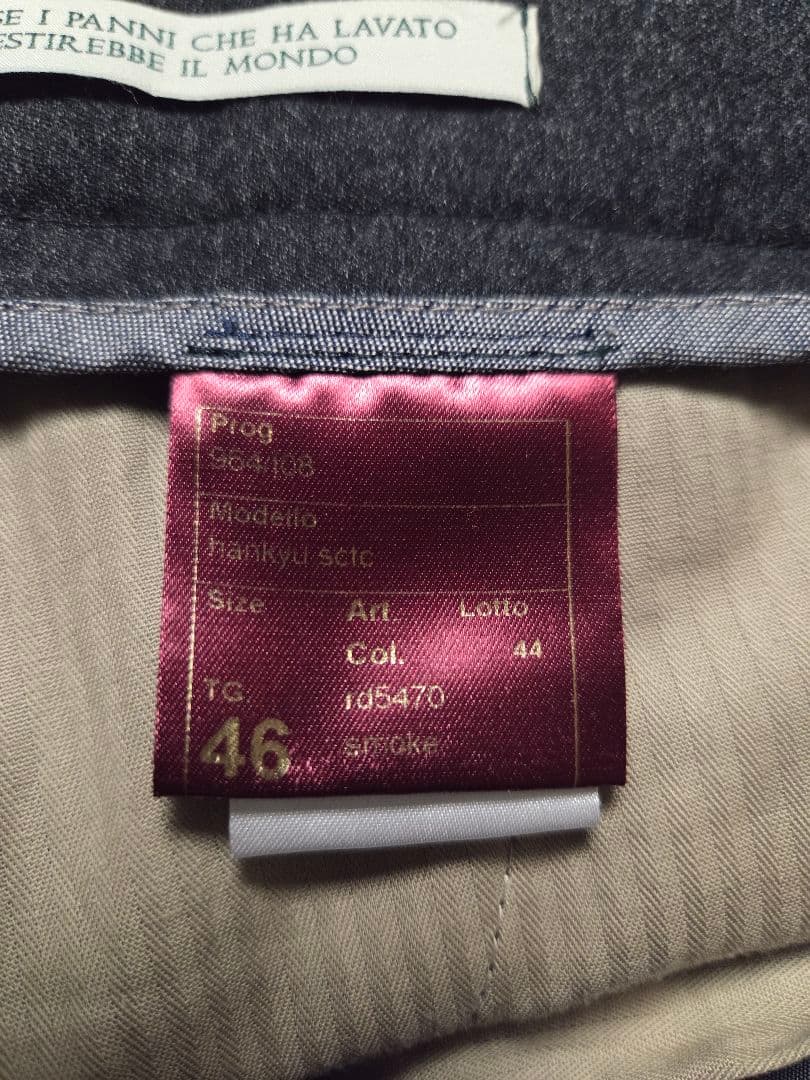 SE I PANNI CHE HA LAVATO
ESTIREBBE IL MONDO
Prog
964/108
Modello
hankyu sctc
Size Art. Lotto
Col. 44
TG. rd5470
46 smoke